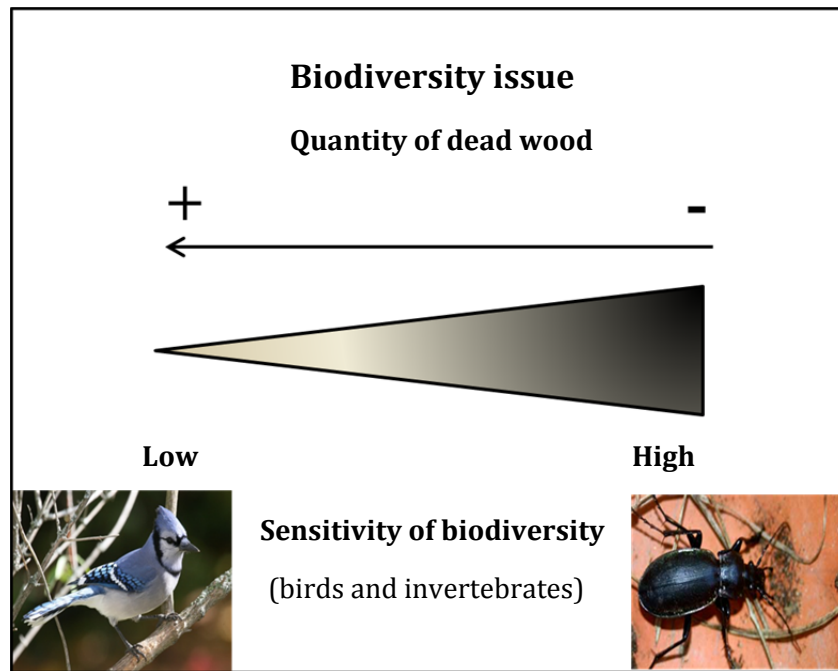 Biodiversity issue
Quantity of dead wood
+ -
Low High
Sensitivity of biodiversity
(birds and invertebrates)